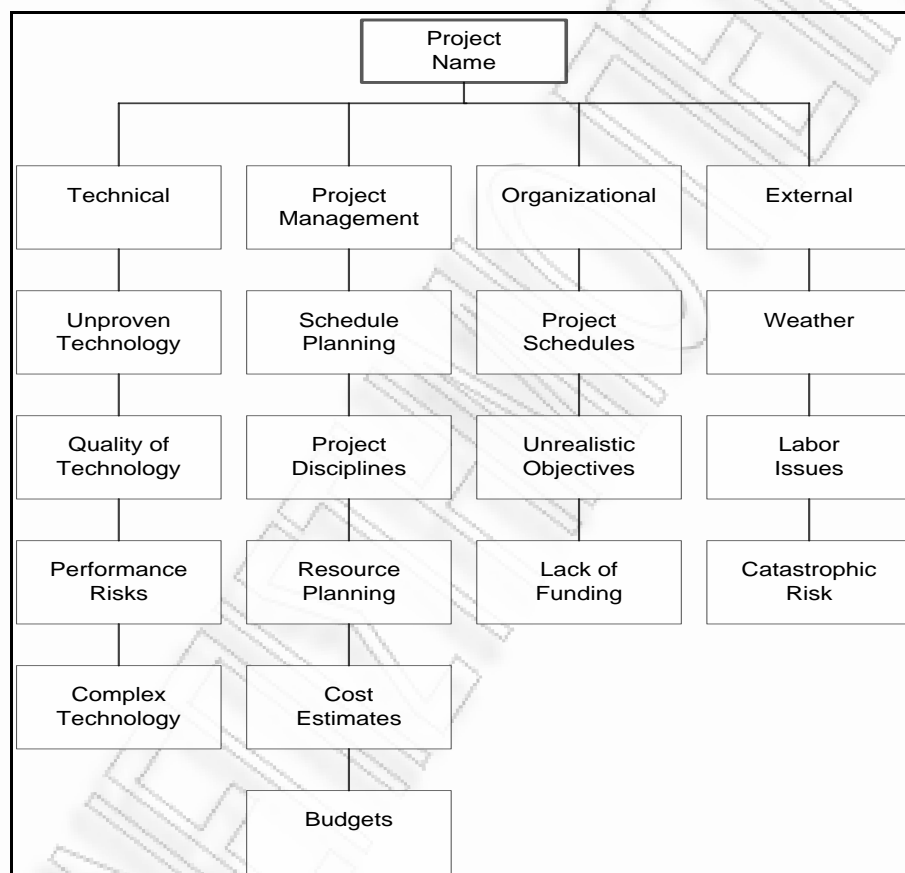 Project
Name
Technical
Project
Management
Organizational
External
Unproven
Technology
Schedule
Planning
Project
Schedules
Weather
Quality of
Technology
Project
Disciplines
Unrealistic
Objectives
Labor
Issues
Performance
Risks
Resource
Planning
Lack of
Funding
Catastrophic
Risk
Complex
Technology
Cost
Estimates
Budgets